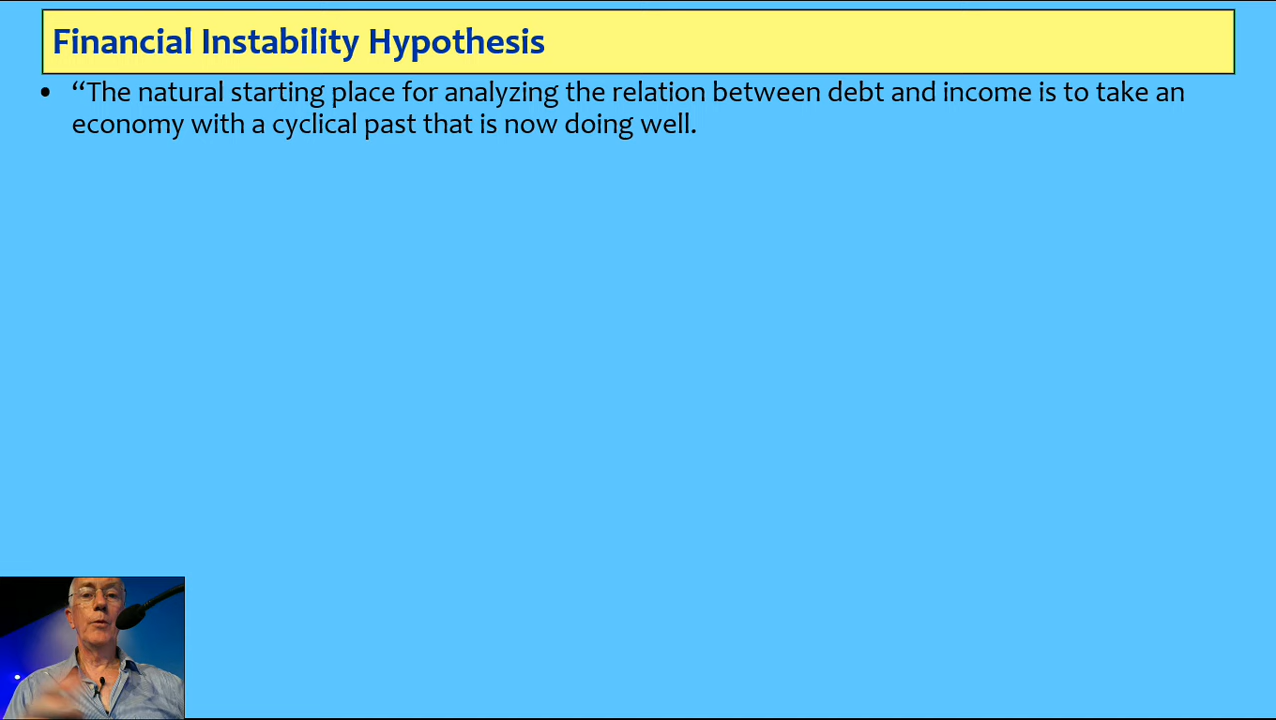 Financial Instability Hypothesis
• “The natural starting place for analyzing the relation between debt and income is to take an
economy with a cyclical past that is now doing well.